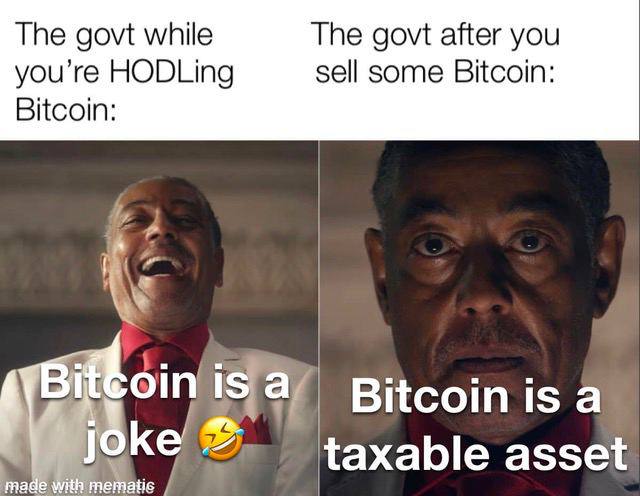 The govt while
you're HODLing
Bitcoin:
The govt after you
sell some Bitcoin:
Bitcoin is a
joke 🤣
Bitcoin is a
taxable asset
made with mematic